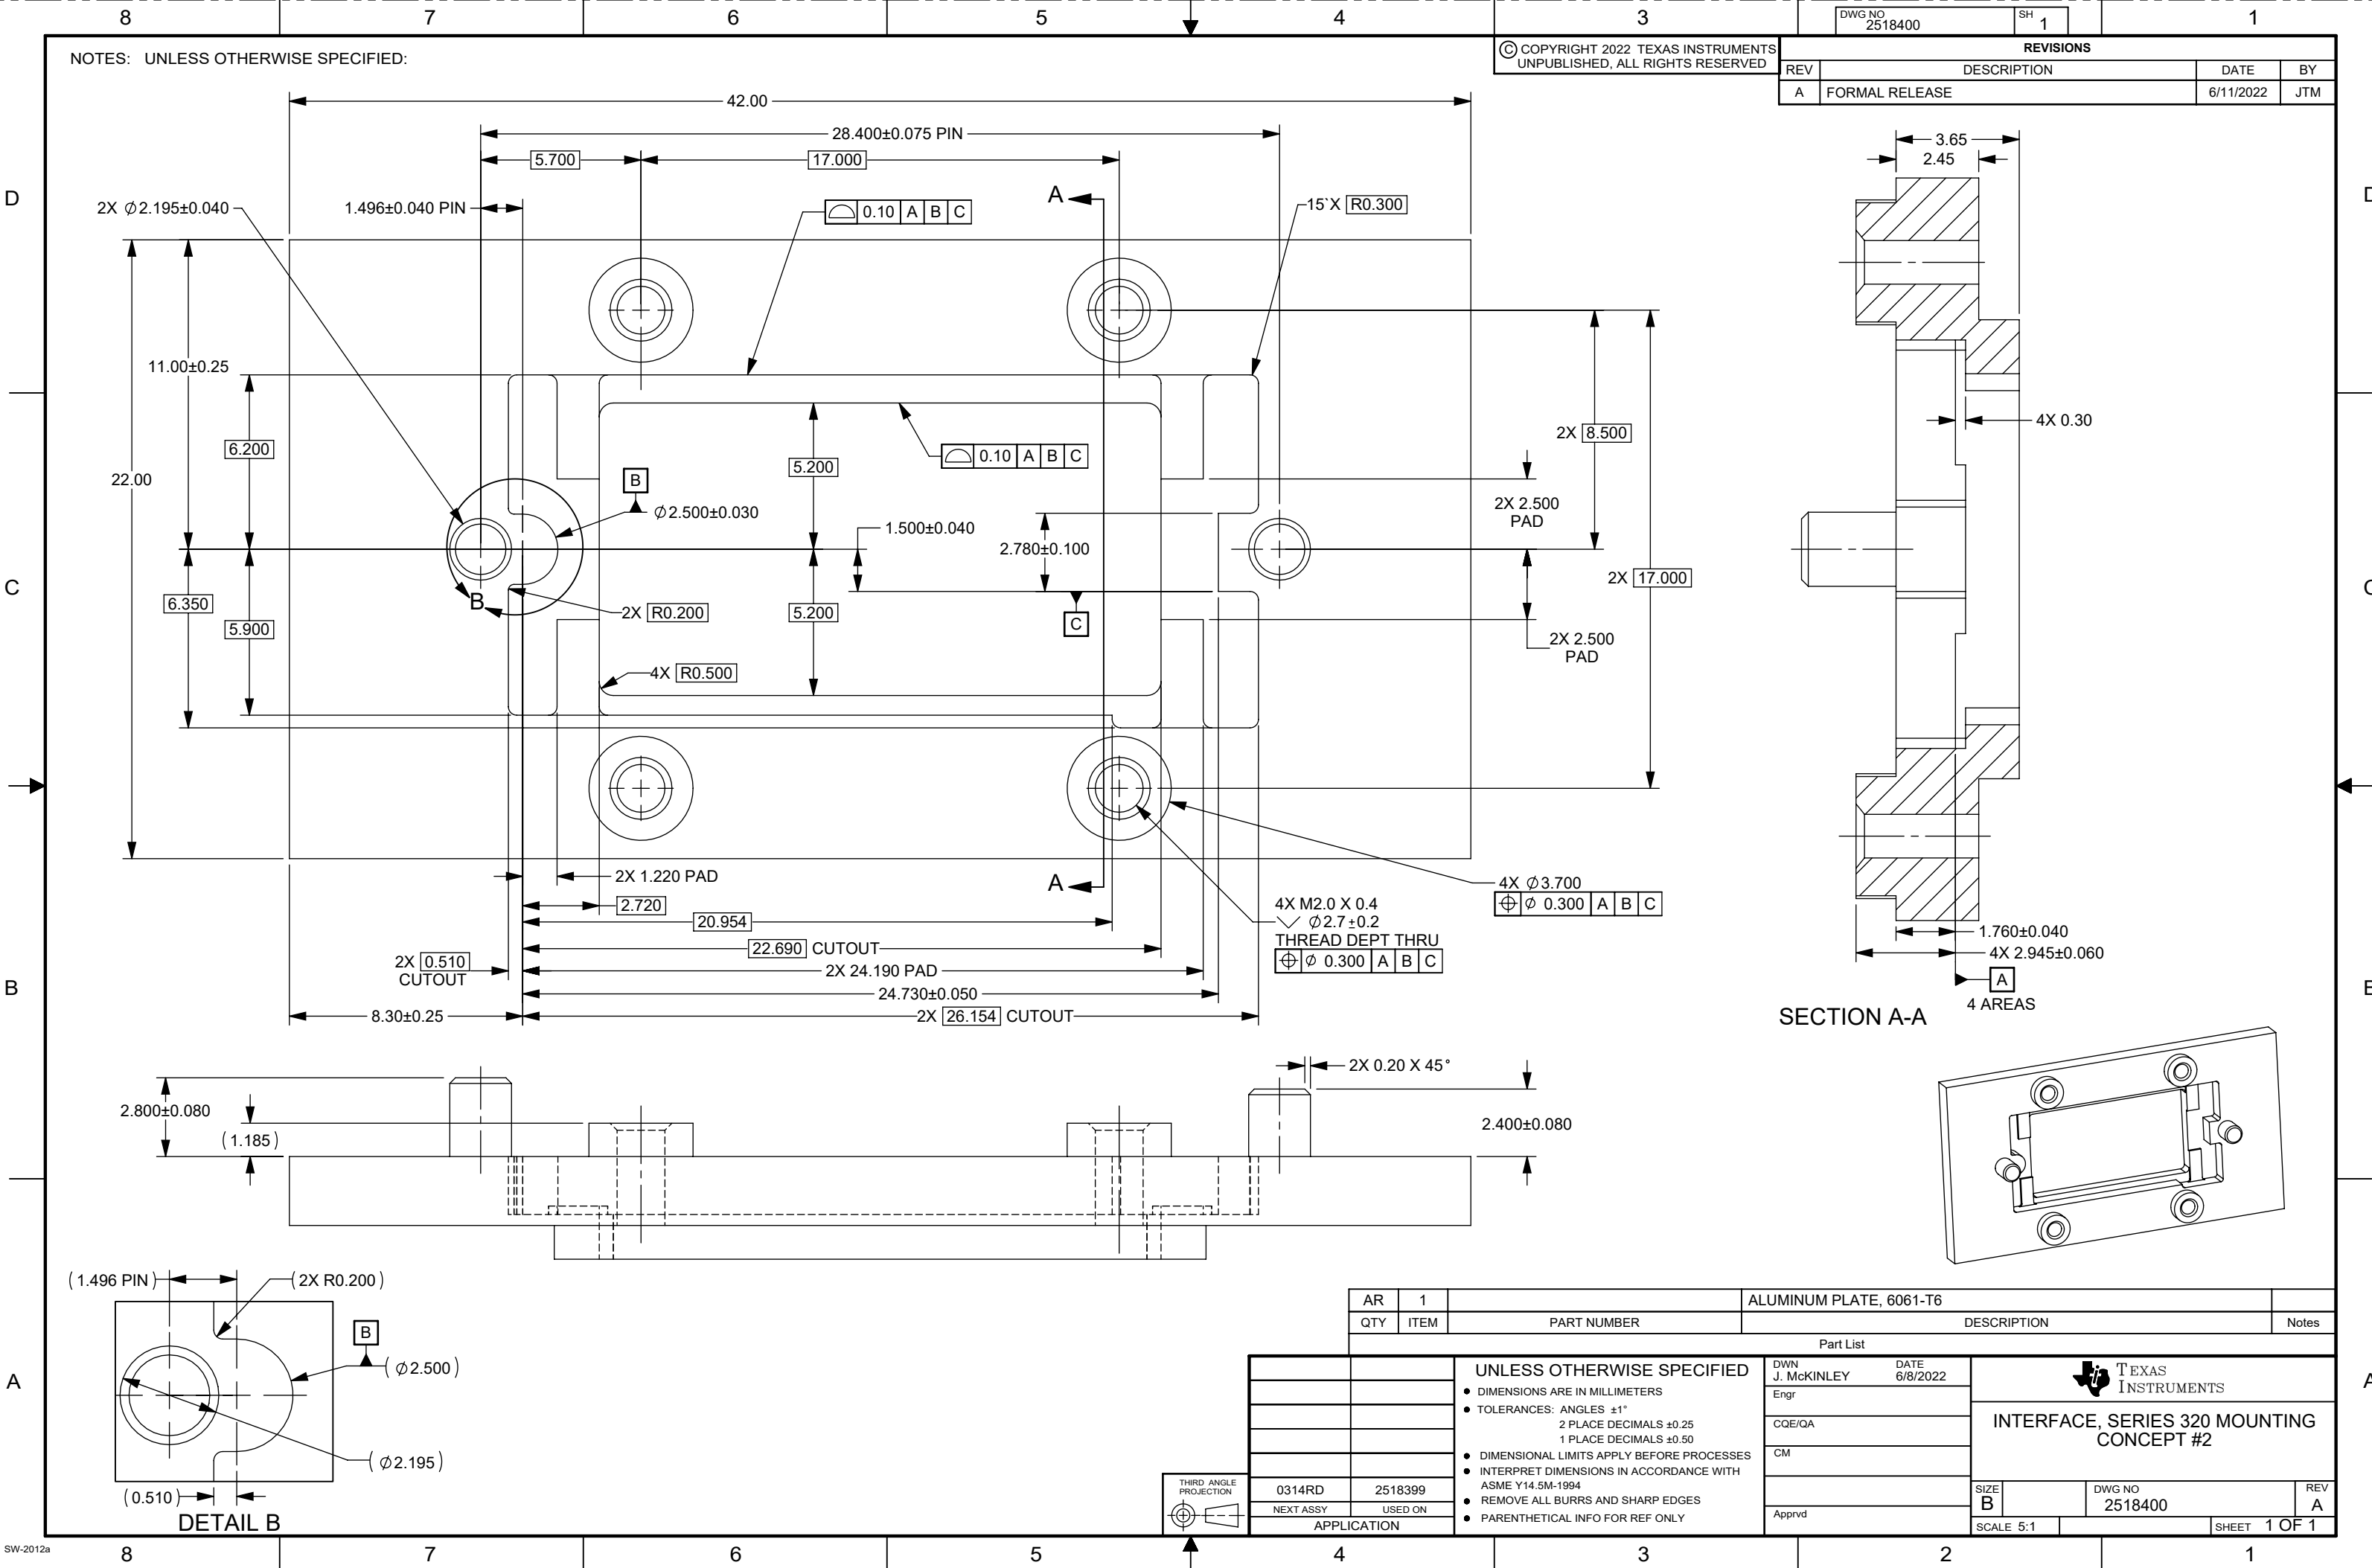 8 7 6 5 4 3 1
DWG NO
2518400
SH
1
NOTES: UNLESS OTHERWISE SPECIFIED:
© COPYRIGHT 2022 TEXAS INSTRUMENTS
UNPUBLISHED, ALL RIGHTS RESERVED
REVISIONS
REV DESCRIPTION DATE BY
A FORMAL RELEASE 6/11/2022 JTM
42.00
28.400±0.075 PIN
5.700
17.000
2X ⌀2.195±0.040
1.496±0.040 PIN
⌓ 0.10 A B C
A
15`X R0.300
3.65
2.45
D
D
11.00±0.25
6.200
22.00
5.200
⌓ 0.10 A B C
B
⌀2.500±0.030
1.500±0.040
2.780±0.100
2X 8.500
4X 0.30
2X 2.500
PAD
2X 17.000
C
C
6.350
5.900
B
2X R0.200
5.200
C
2X 2.500
PAD
4X R0.500
2X 1.220 PAD
A
2.720
20.954
22.690 CUTOUT
2X 0.510
CUTOUT
2X 24.190 PAD
24.730±0.050
8.30±0.25
2X 26.154 CUTOUT
4X M2.0 X 0.4
⌵ ⌀2.7±0.2
THREAD DEPT THRU
⌖ ⌀ 0.300 A B C
4X ⌀3.700
⌖ ⌀ 0.300 A B C
1.760±0.040
4X 2.945±0.060
A
4 AREAS
SECTION A-A
B
B
2X 0.20 X 45°
2.800±0.080
(1.185)
2.400±0.080
(1.496 PIN)
(2X R0.200)
B
(⌀2.500)
(⌀2.195)
(0.510)
DETAIL B
A
A
AR 1 ALUMINUM PLATE, 6061-T6
QTY ITEM PART NUMBER DESCRIPTION Notes
Part List
THIRD ANGLE
PROJECTION
0314RD 2518399
NEXT ASSY USED ON
APPLICATION
UNLESS OTHERWISE SPECIFIED
● DIMENSIONS ARE IN MILLIMETERS
● TOLERANCES: ANGLES ±1°
2 PLACE DECIMALS ±0.25
1 PLACE DECIMALS ±0.50
● DIMENSIONAL LIMITS APPLY BEFORE PROCESSES
● INTERPRET DIMENSIONS IN ACCORDANCE WITH
ASME Y14.5M-1994
● REMOVE ALL BURRS AND SHARP EDGES
● PARENTHETICAL INFO FOR REF ONLY
DWN DATE
J. McKINLEY 6/8/2022
Engr
CQE/QA
CM
Apprvd
TEXAS
INSTRUMENTS
INTERFACE, SERIES 320 MOUNTING
CONCEPT #2
SIZE
B
DWG NO
2518400
REV
A
SCALE 5:1
SHEET 1 OF 1
SW-2012a
8 7 6 5 4 3 2 1